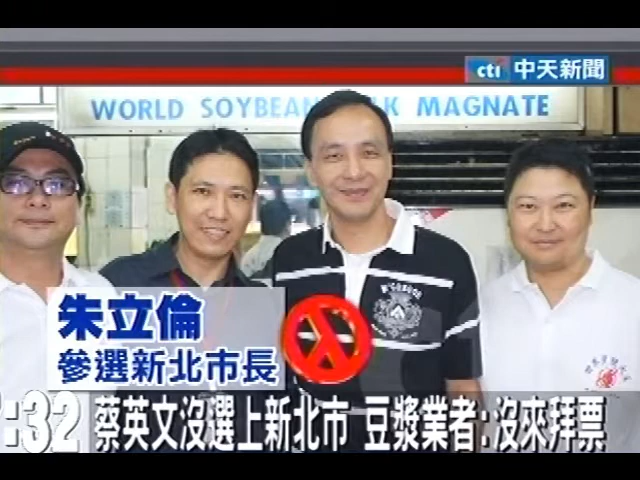 cti 中天新聞
WORLD SOYBEAN MILK MAGNATE
朱立倫
參選新北市長
:32 蔡英文沒選上新北市 豆漿業者:沒來拜票